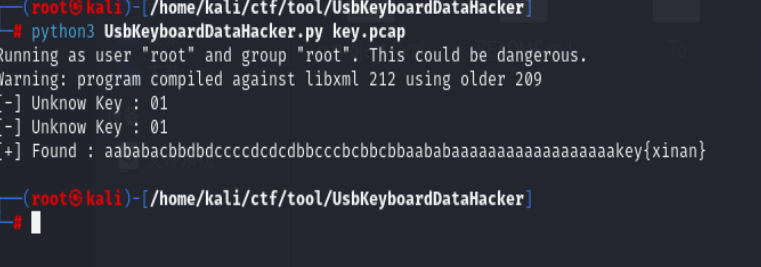 ──(root㉿kali)-[/home/kali/ctf/tool/UsbKeyboardDataHacker]
─# python3 UsbKeyboardDataHacker.py key.pcap
Running as user "root" and group "root". This could be dangerous.
Warning: program compiled against libxml 212 using older 209
[-] Unknow Key : 01
[-] Unknow Key : 01
[+] Found : aababacbbdbdccccdcdcdbbcccbcbbcbbaababaaaaaaaaaaaaaaaaaaakey{xinan}
──(root㉿kali)-[/home/kali/ctf/tool/UsbKeyboardDataHacker]
─#